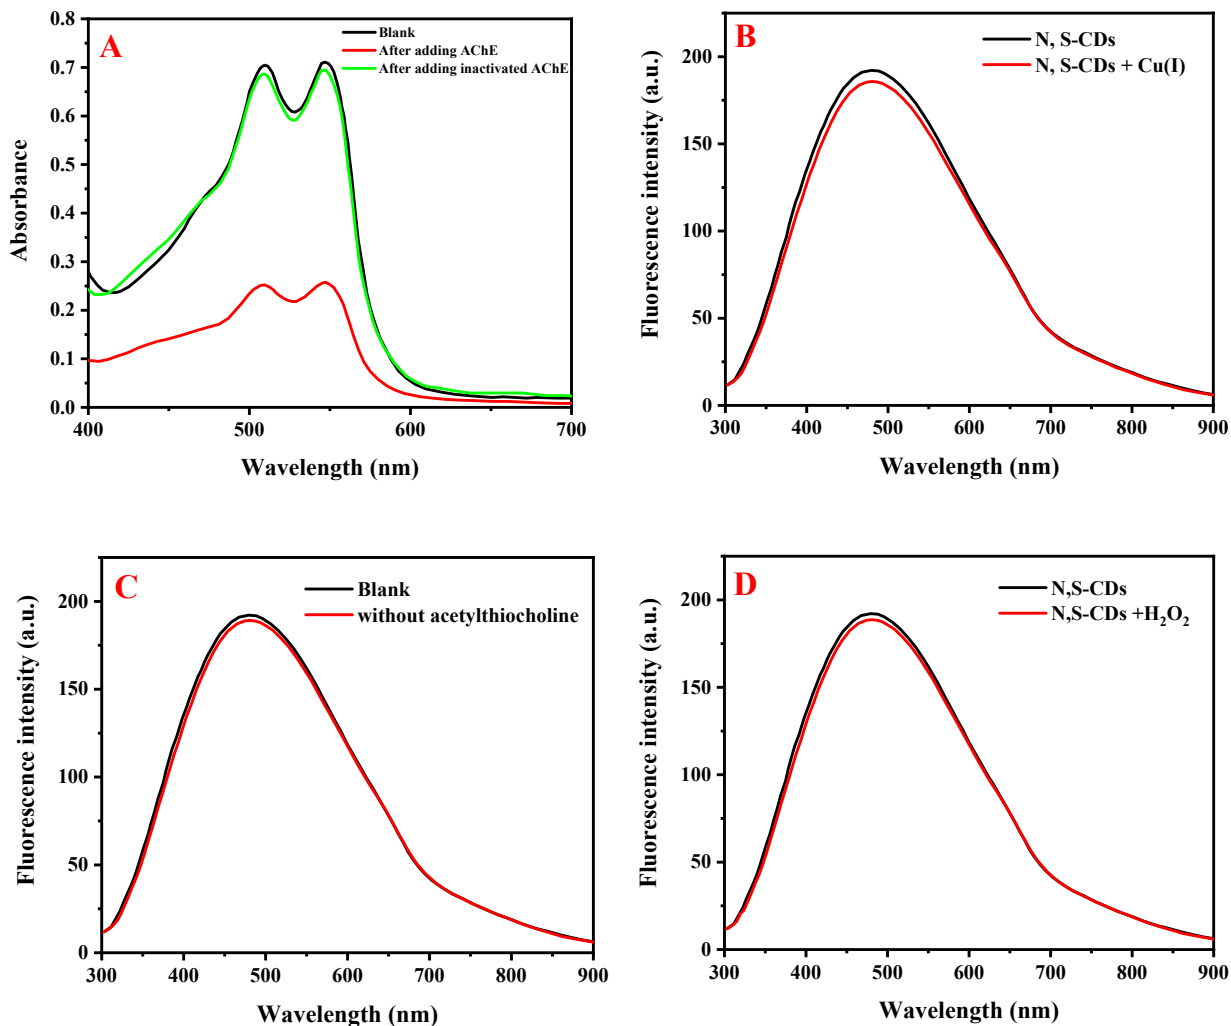 A
Blank
After adding AChE
After adding inactivated AChE
0.8
0.7
0.6
0.5
0.4
0.3
0.2
0.1
0.0
Absorbance
400 500 600 700
Wavelength (nm)
B
N, S-CDs
N, S-CDs + Cu(I)
200
150
100
50
0
Fluorescence intensity (a.u.)
300 400 500 600 700 800 900
Wavelength (nm)
C
Blank
without acetylthiocholine
200
150
100
50
0
Fluorescence intensity (a.u.)
300 400 500 600 700 800 900
Wavelength (nm)
D
N,S-CDs
N,S-CDs +H₂O₂
200
150
100
50
0
Fluorescence intensity (a.u.)
300 400 500 600 700 800 900
Wavelength (nm)